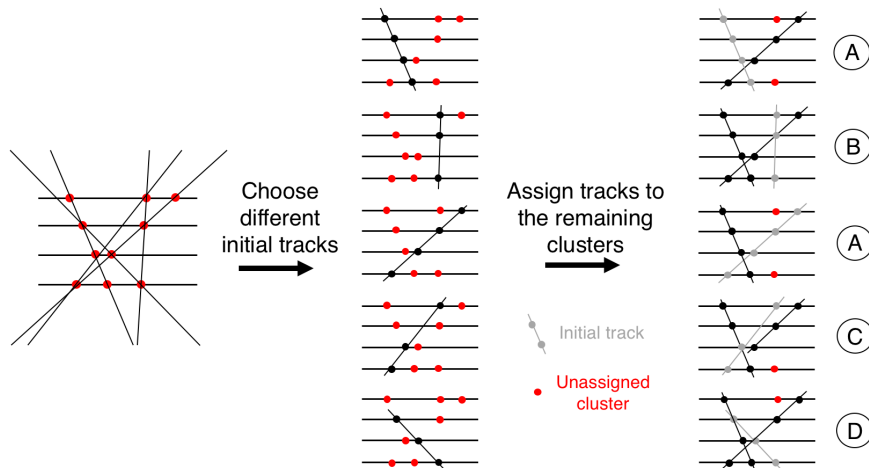 Choose
different
initial tracks
Assign tracks to
the remaining
clusters
Initial track
Unassigned
cluster
A
B
A
C
D